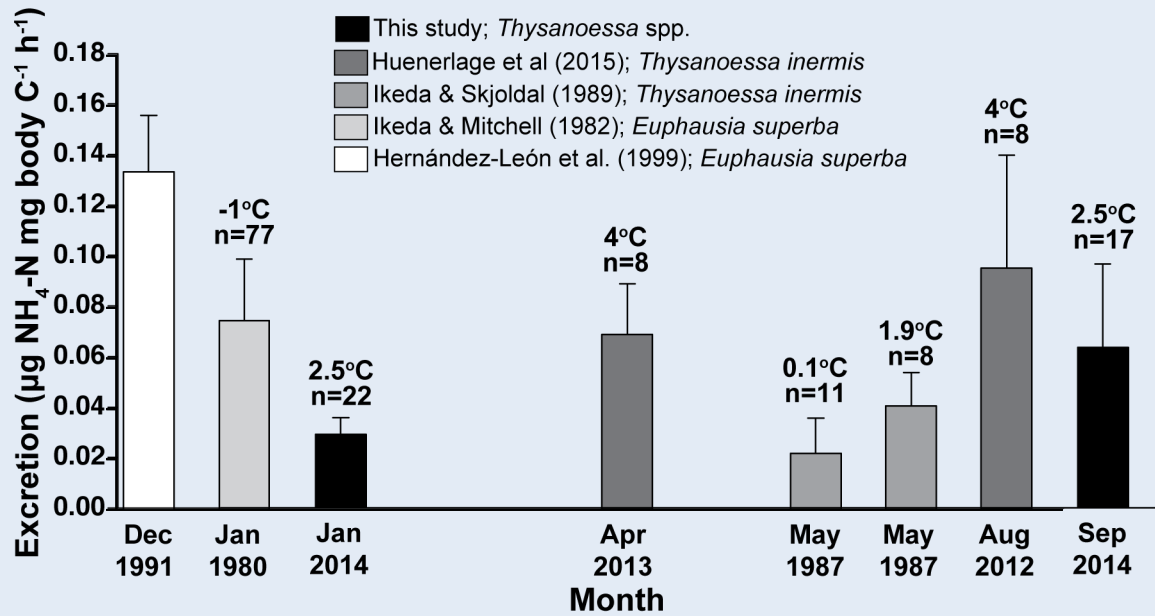 This study; Thysanoessa spp.
Huenerlage et al (2015); Thysanoessa inermis
Ikeda & Skjoldal (1989); Thysanoessa inermis
Ikeda & Mitchell (1982); Euphausia superba
Hernández-León et al. (1999); Euphausia superba
Excretion (µg NH₄-N mg body C⁻¹ h⁻¹)
0.18
0.16
0.14
0.12
0.10
0.08
0.06
0.04
0.02
0.00
-1°C
n=77
2.5°C
n=22
4°C
n=8
0.1°C
n=11
1.9°C
n=8
4°C
n=8
2.5°C
n=17
Dec
1991
Jan
1980
Jan
2014
Apr
2013
May
1987
May
1987
Aug
2012
Sep
2014
Month